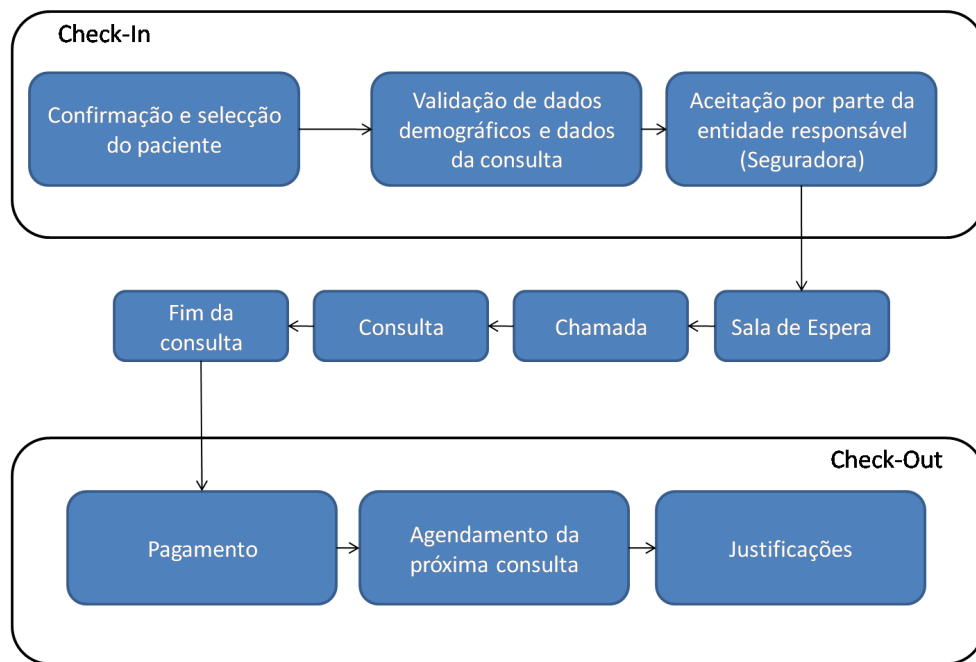 Check-In
Confirmação e selecção
do paciente
Validação de dados
demográficos e dados
da consulta
Aceitação por parte da
entidade responsável
(Seguradora)
Sala de Espera
Chamada
Consulta
Fim da
consulta
Check-Out
Pagamento
Agendamento da
próxima consulta
Justificações